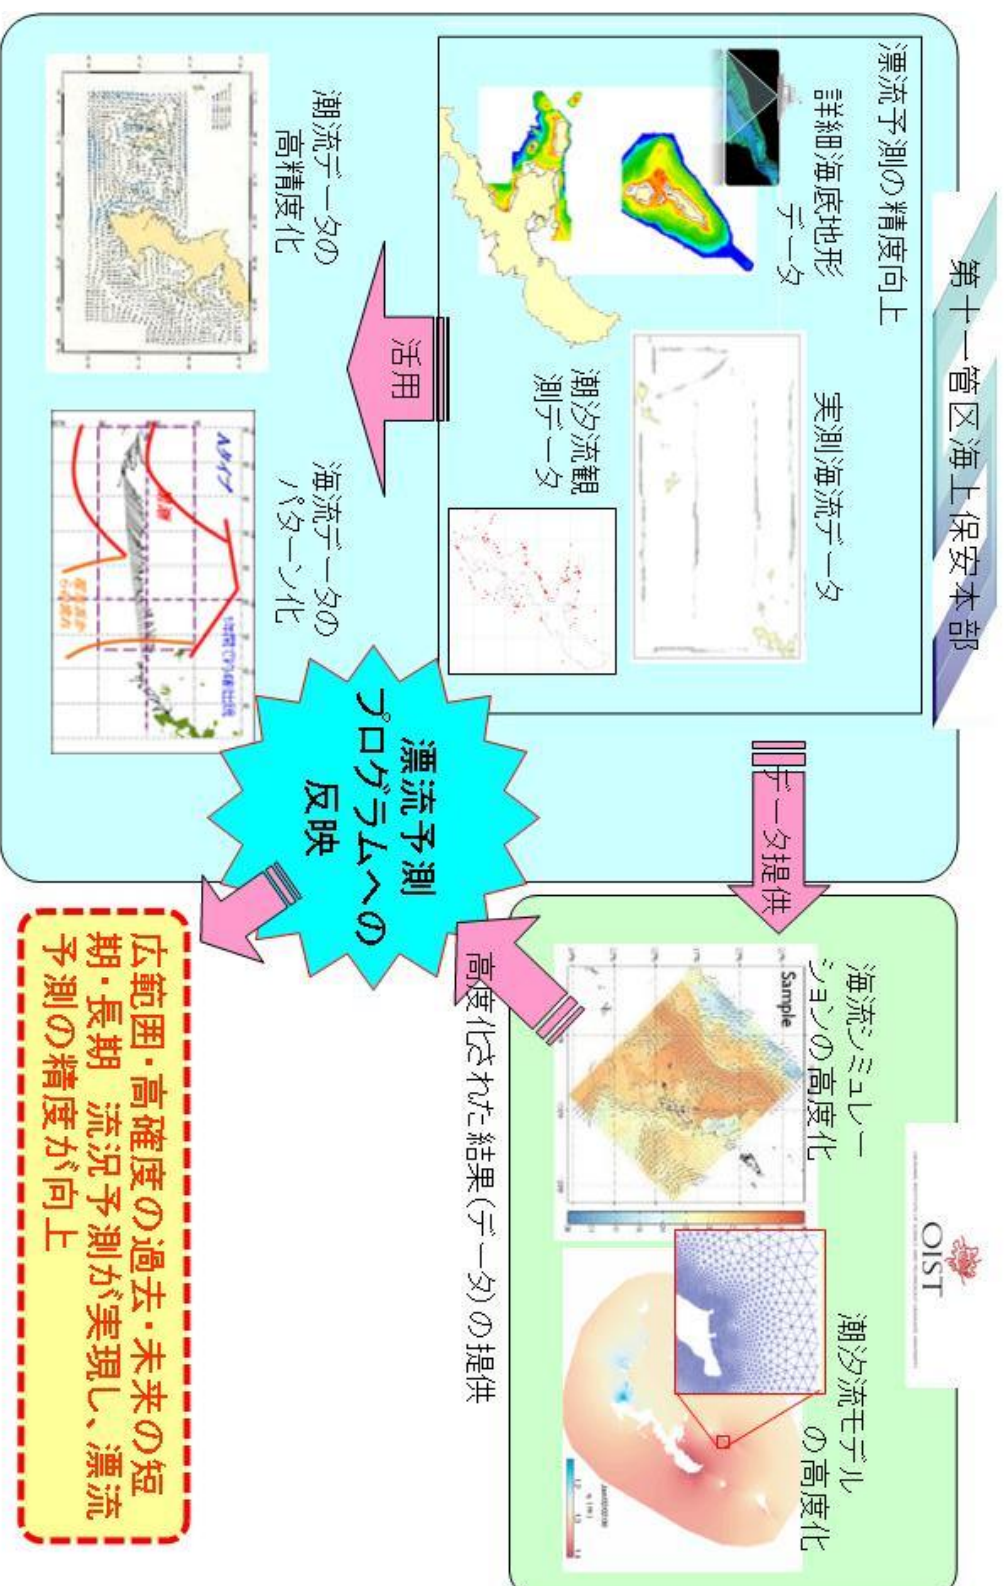 第十一管区海上保安本部
漂流予測の精度向上
詳細海底地形
データ
実測海流データ
潮汐流観
測データ
活用
潮流データの
高精度化
海流データの
パターン化
Aタイプ
データ提供
OIST
海流シミュレー
ションの高度化
Sample
潮汐流モデル
の高度化
高度化された結果(データ)の提供
漂流予測
プログラムへの
反映
広範囲・高確度の過去・未来の短
期・長期 流況予測が実現し、漂流
予測の精度が向上